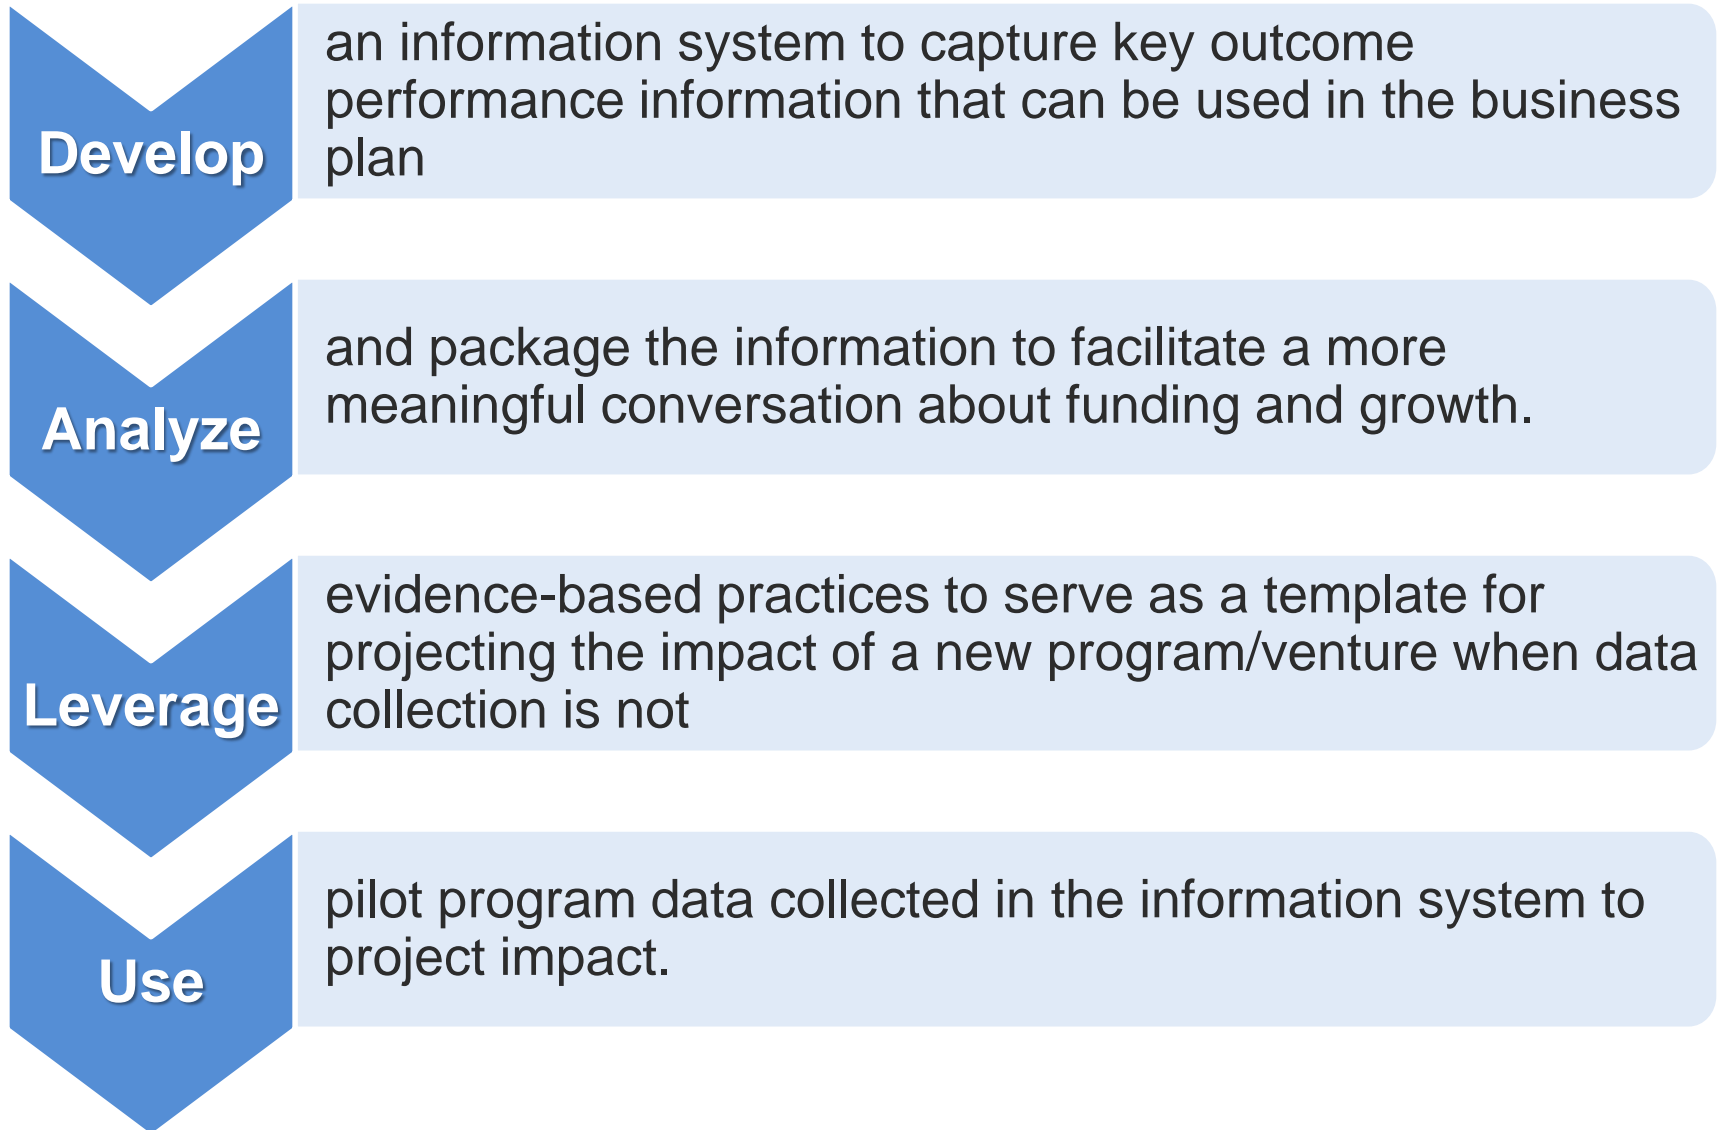 Develop
an information system to capture key outcome
performance information that can be used in the business
plan
Analyze
and package the information to facilitate a more
meaningful conversation about funding and growth.
Leverage
evidence-based practices to serve as a template for
projecting the impact of a new program/venture when data
collection is not
Use
pilot program data collected in the information system to
project impact.